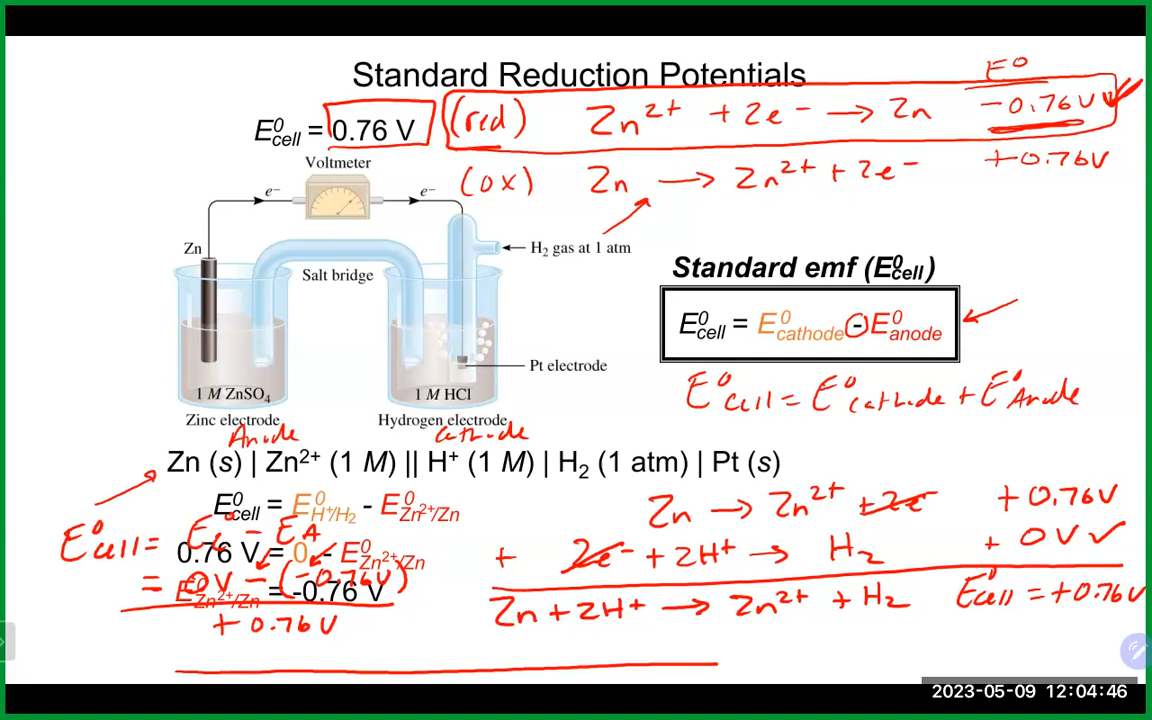 Standard Reduction Potentials
E⁰
E⁰cell = 0.76 V
(red) Zn²⁺ + 2e⁻ → Zn -0.76V
(ox) Zn → Zn²⁺ + 2e⁻ +0.76V
Voltmeter
e⁻ e⁻
Zn
H₂ gas at 1 atm
Salt bridge
Pt electrode
1 M ZnSO₄ 1 M HCl
Zinc electrode Hydrogen electrode
Anode Cathode
Standard emf (E⁰cell)
E⁰cell = E⁰cathode - E⁰anode
E⁰cell = E⁰cathode + E⁰Anode
Zn (s) | Zn²⁺ (1 M) || H⁺ (1 M) | H₂ (1 atm) | Pt (s)
E⁰cell = E⁰H⁺/H₂ - E⁰Zn²⁺/Zn
E⁰cell = E⁰c - EA
0.76 V = 0 - E⁰Zn²⁺/Zn
= 0V - (-0.76V)
E⁰Zn²⁺/Zn = -0.76 V
+0.76V
Zn → Zn²⁺ + 2e +0.76V
+ 2e⁻ + 2H⁺ → H₂ + 0V ✓
Zn + 2H⁺ → Zn²⁺ + H₂ E⁰cell = +0.76V
2023-05-09 12:04:46